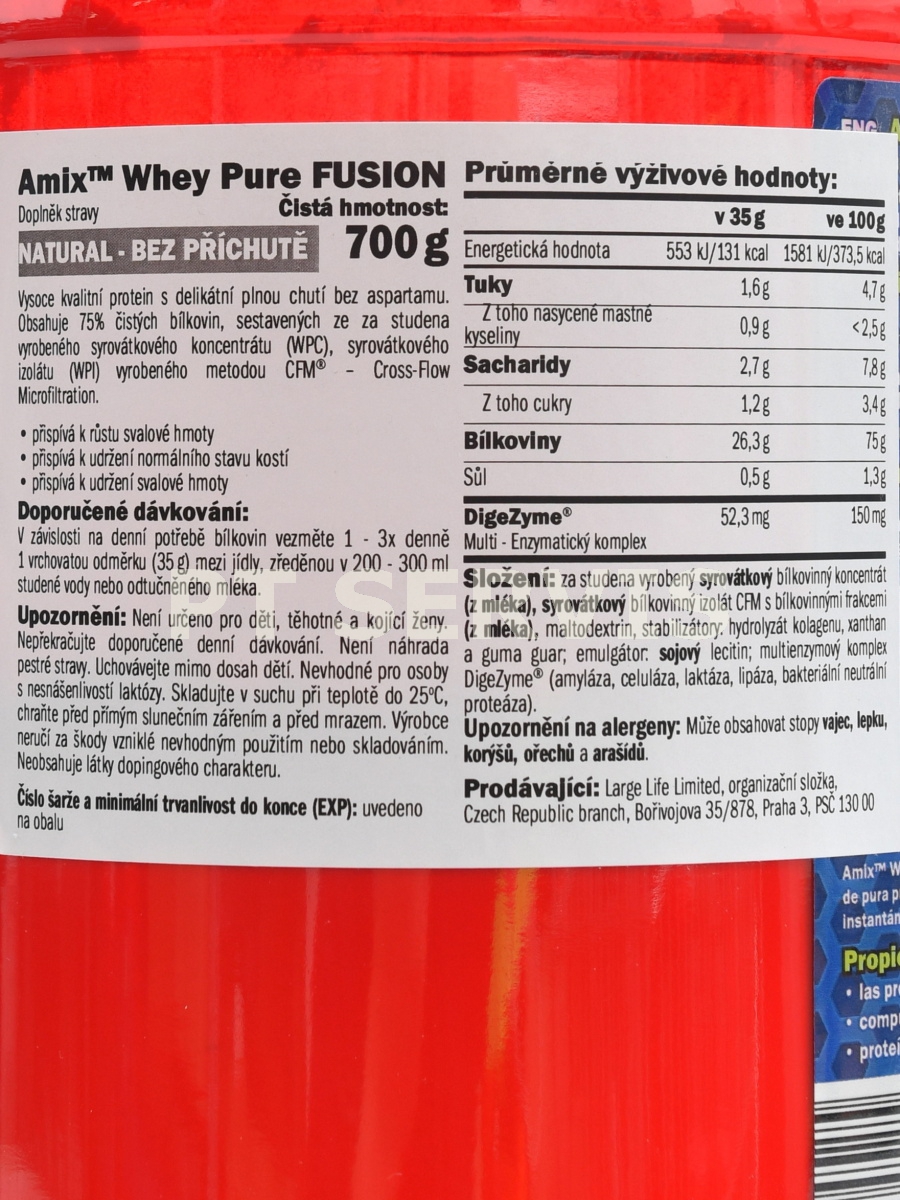 Amix™ Whey Pure FUSION
Doplněk stravy
Čistá hmotnost:
NATURAL - BEZ PŘÍCHUTĚ
700 g
Vysoce kvalitní protein s delikátní plnou chutí bez aspartamu.
Obsahuje 75% čistých bílkovin, sestavených ze za studena
vyrobeného syrovátkového koncentrátu (WPC), syrovátkového
izolátu (WPI) vyrobeného metodou CFM® – Cross-Flow
Microfiltration.
• přispívá k růstu svalové hmoty
• přispívá k udržení normálního stavu kostí
• přispívá k udržení svalové hmoty
Doporučené dávkování:
V závislosti na denní potřebě bílkovin vezměte 1 - 3x denně
1 vrchovatou odměrku (35 g) mezi jídly, zředěnou v 200 - 300 ml
studené vody nebo odtučněného mléka.
Upozornění: Není určeno pro děti, těhotné a kojící ženy.
Nepřekračujte doporučené denní dávkování. Není náhrada
pestré stravy. Uchovávejte mimo dosah dětí. Nevhodné pro osoby
s nesnášenlivostí laktózy. Skladujte v suchu při teplotě do 25ºC,
chraňte před přímým slunečním zářením a před mrazem. Výrobce
neručí za škody vzniklé nevhodným použitím nebo skladováním.
Neobsahuje látky dopingového charakteru.
Číslo šarže a minimální trvanlivost do konce (EXP): uvedeno
na obalu
Průměrné výživové hodnoty:
v 35 g ve 100 g
Energetická hodnota 553 kJ/131 kcal 1581 kJ/373,5 kcal
Tuky 1,6 g 4,7 g
Z toho nasycené mastné
kyseliny 0,9 g <2,5 g
Sacharidy 2,7 g 7,8 g
Z toho cukry 1,2 g 3,4 g
Bílkoviny 26,3 g 75 g
Sůl 0,5 g 1,3 g
DigeZyme® 52,3 mg 150 mg
Multi - Enzymatický komplex
Složení: za studena vyrobený syrovátkový bílkovinný koncentrát
(z mléka), syrovátkový bílkovinný izolát CFM s bílkovinnými frakcemi
(z mléka), maltodextrin, stabilizátory: hydrolyzát kolagenu, xanthan
a guma guar; emulgátor: sojový lecitin; multienzymový komplex
DigeZyme® (amyláza, celuláza, laktáza, lipáza, bakteriální neutrální
proteáza).
Upozornění na alergeny: Může obsahovat stopy vajec, lepku,
korýšů, ořechů a arašídů.
Prodávající: Large Life Limited, organizační složka,
Czech Republic branch, Bořivojova 35/878, Praha 3, PSČ 130 00
PT SERVIS
ENG
Amix™ W
de pura p
instantán
Propie
• las pr
• comp
• protei